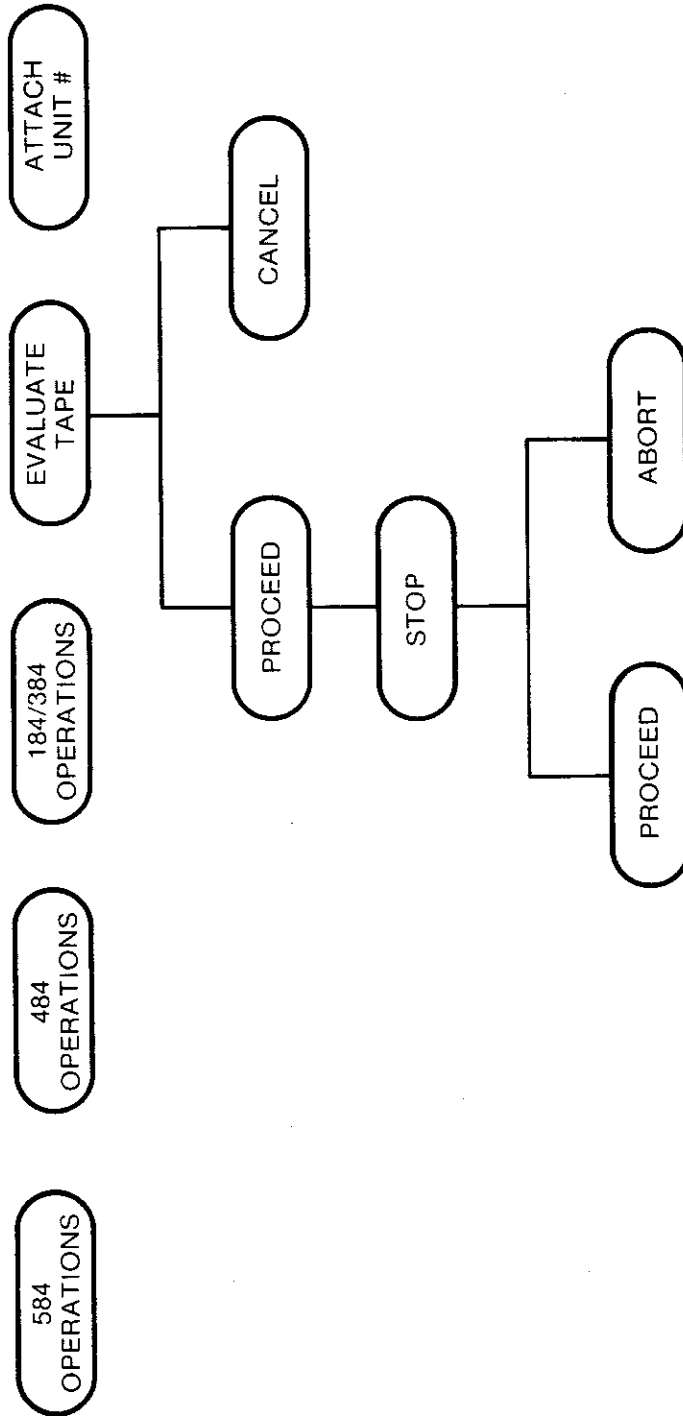 584
OPERATIONS
484
OPERATIONS
184/384
OPERATIONS
EVALUATE
TAPE
ATTACH
UNIT #
PROCEED
CANCEL
STOP
PROCEED
ABORT